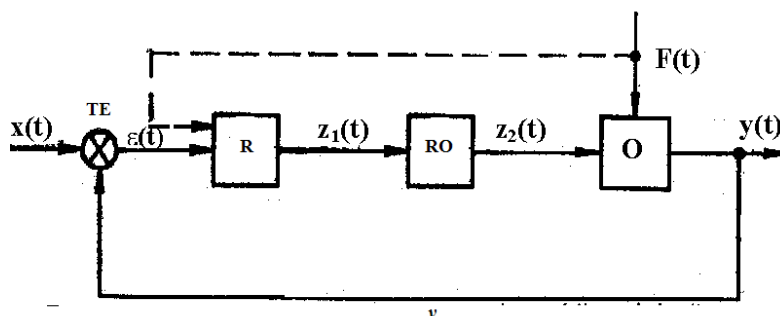 F(t)
TE
x(t)
ε(t)
R
z₁(t)
RO
z₂(t)
O
y(t)
y